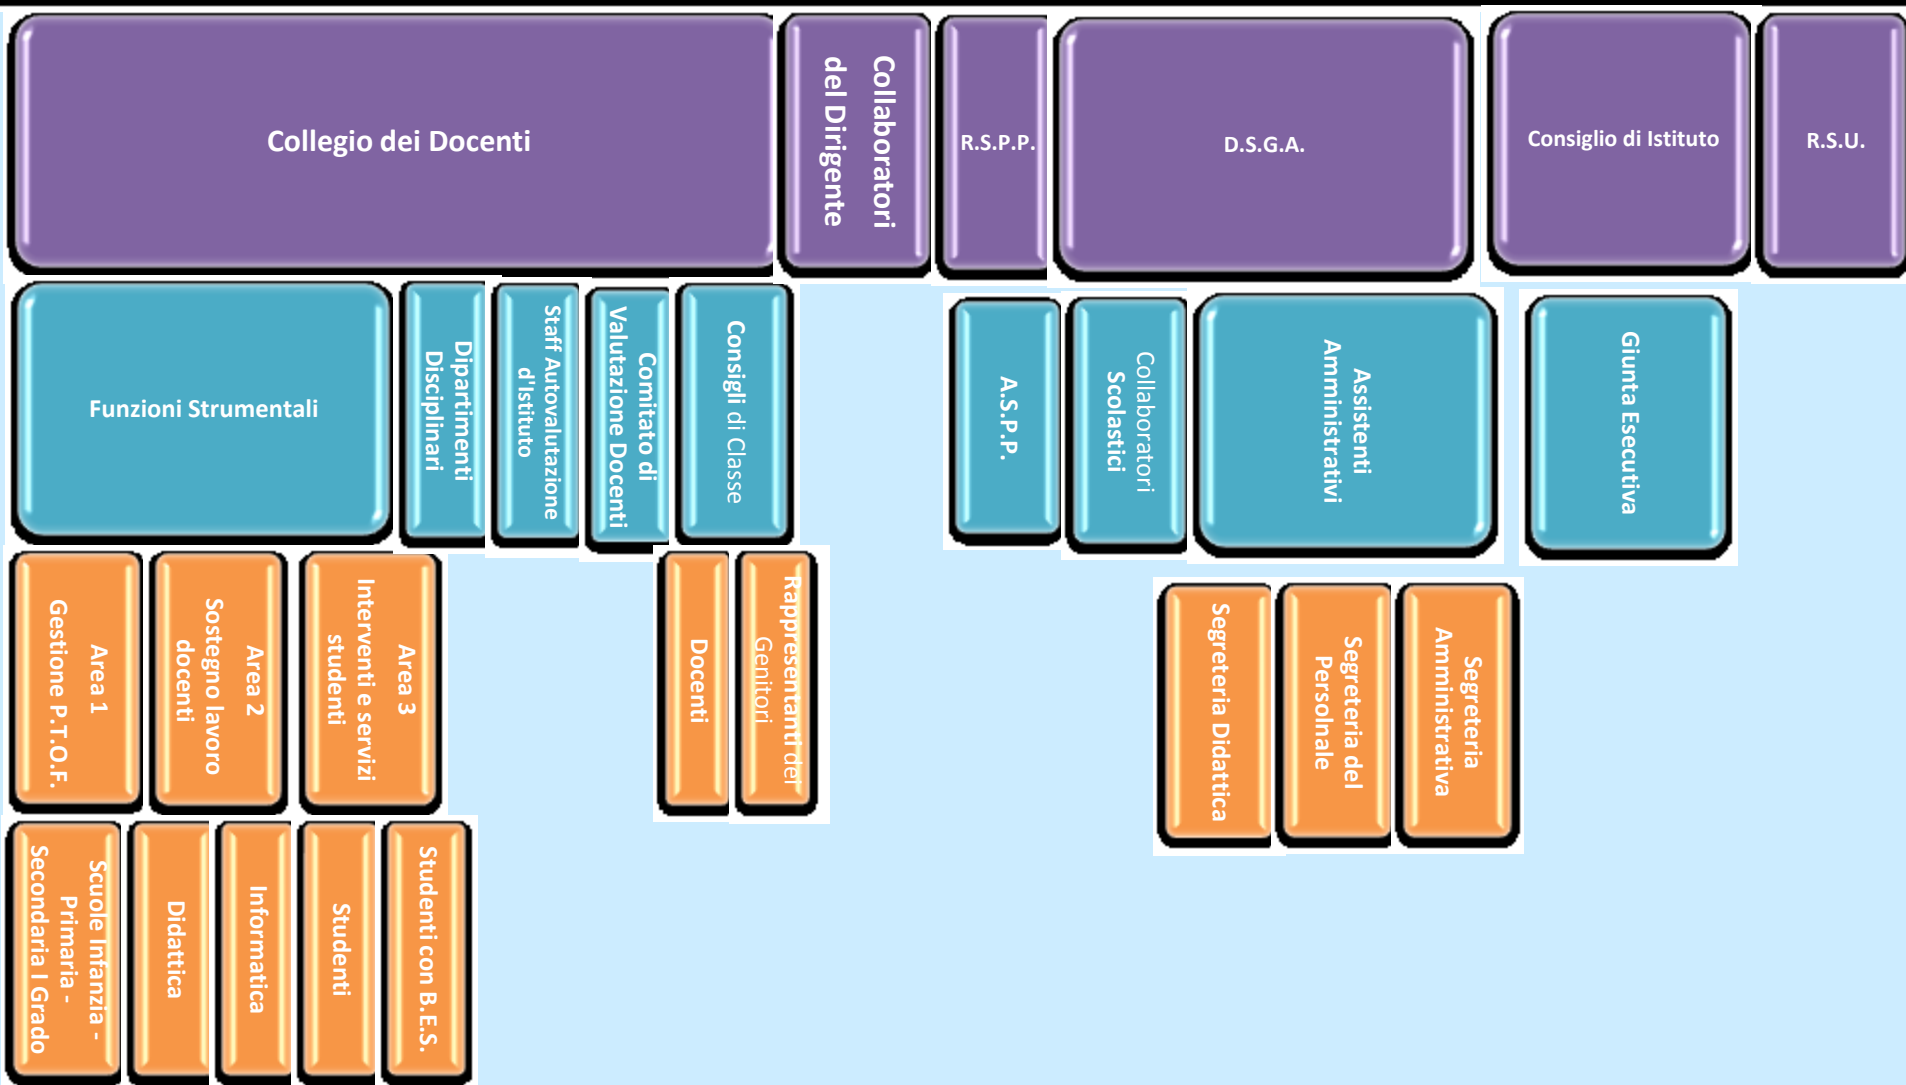 Collegio dei Docenti
Collaboratori
del Dirigente
R.S.P.P.
D.S.G.A.
Consiglio di Istituto
R.S.U.
Funzioni Strumentali
Dipartimenti
Disciplinari
Staff Autovalutazione
d'Istituto
Comitato di
Valutazione Docenti
Consigli di Classe
A.S.P.P.
Collaboratori
Scolastici
Assistenti
Amministrativi
Giunta Esecutiva
Area 1
Gestione P.T.O.F.
Area 2
Sostegno lavoro
docenti
Area 3
Interventi e servizi
studenti
Docenti
Rappresentanti dei
Genitori
Segreteria Didattica
Segreteria del
Persolnale
Segreteria
Amministrativa
Scuole Infanzia -
Primaria -
Secondaria I Grado
Didattica
Informatica
Studenti
Studenti con B.E.S.